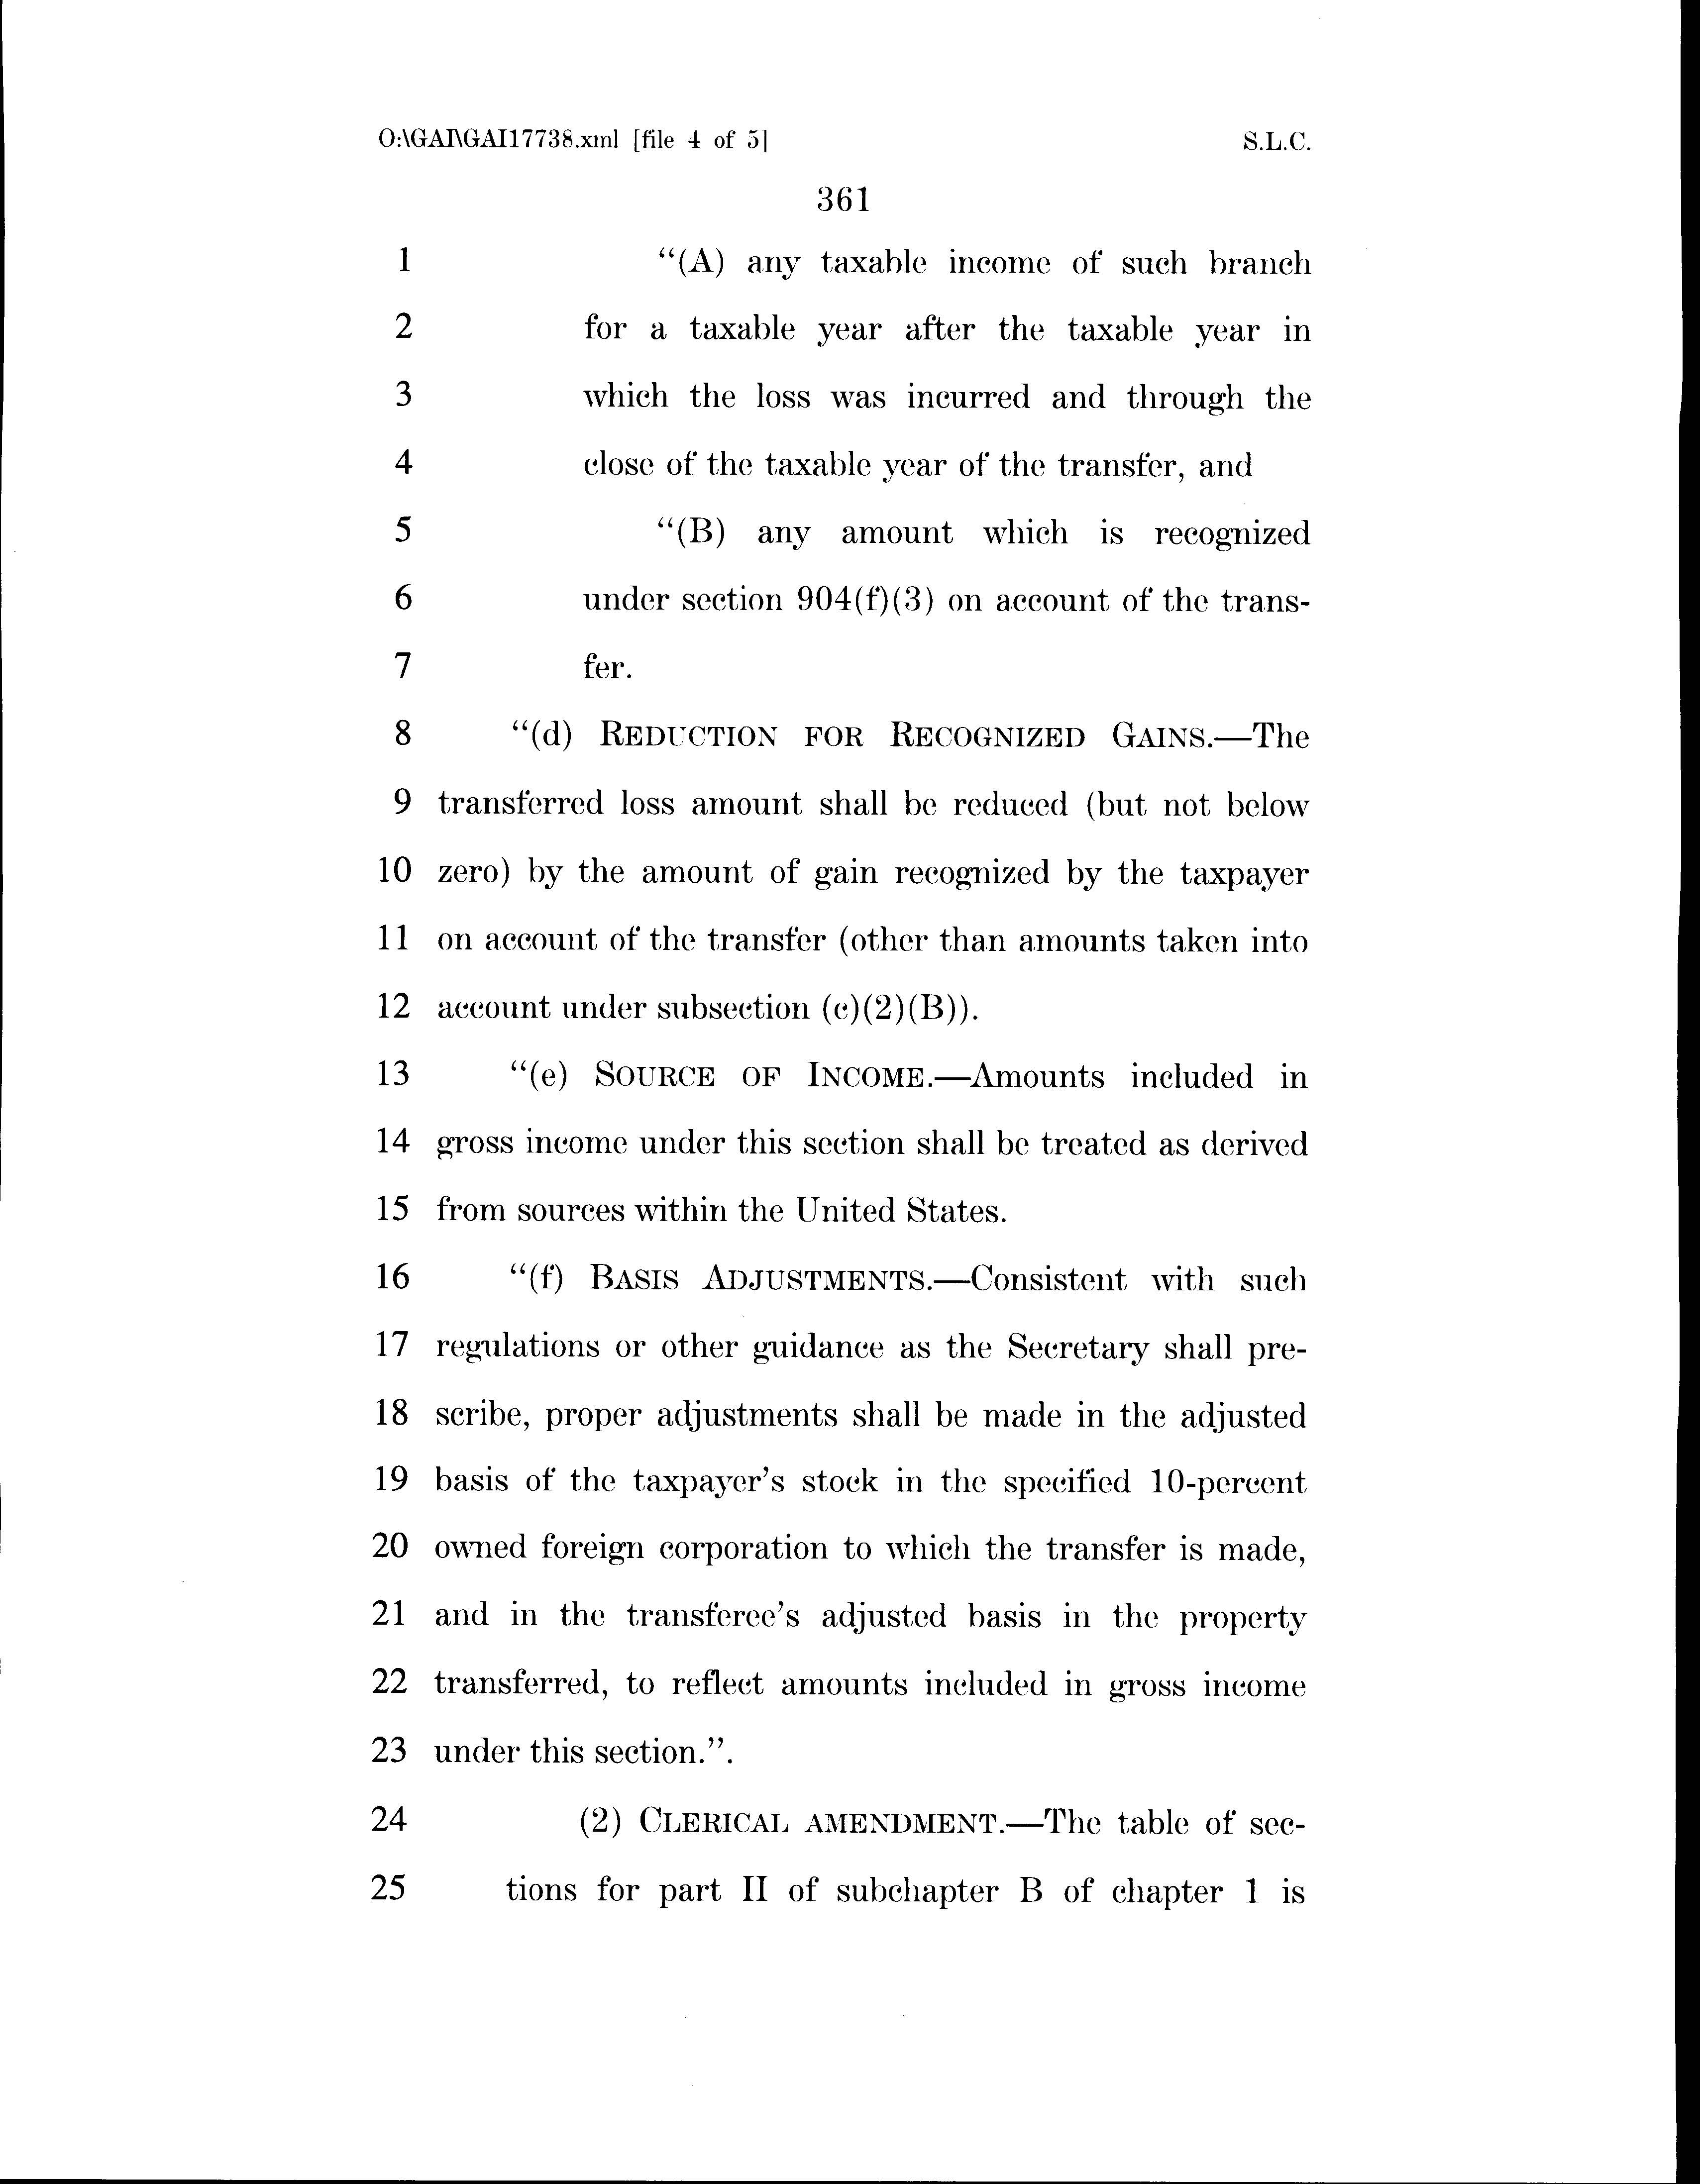 O:\GAI\GAI17738.xml [file 4 of 5] S.L.C.
361
1 “(A) any taxable income of such branch
2 for a taxable year after the taxable year in
3 which the loss was incurred and through the
4 close of the taxable year of the transfer, and
5 “(B) any amount which is recognized
6 under section 904(f)(3) on account of the trans-
7 fer.
8 “(d) REDUCTION FOR RECOGNIZED GAINS.—The
9 transferred loss amount shall be reduced (but not below
10 zero) by the amount of gain recognized by the taxpayer
11 on account of the transfer (other than amounts taken into
12 account under subsection (c)(2)(B)).
13 “(e) SOURCE OF INCOME.—Amounts included in
14 gross income under this section shall be treated as derived
15 from sources within the United States.
16 “(f) BASIS ADJUSTMENTS.—Consistent with such
17 regulations or other guidance as the Secretary shall pre-
18 scribe, proper adjustments shall be made in the adjusted
19 basis of the taxpayer’s stock in the specified 10-percent
20 owned foreign corporation to which the transfer is made,
21 and in the transferee’s adjusted basis in the property
22 transferred, to reflect amounts included in gross income
23 under this section.”.
24 (2) CLERICAL AMENDMENT.—The table of sec-
25 tions for part II of subchapter B of chapter 1 is